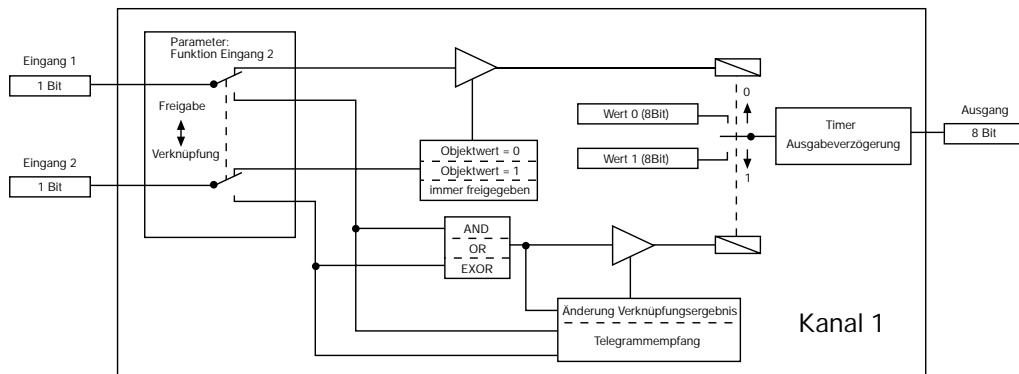 Parameter:
Funktion Eingang 2
Eingang 1
1 Bit
Freigabe
Verknüpfung
Eingang 2
1 Bit
Objektwert = 0
Objektwert = 1
immer freigegeben
AND
OR
EXOR
Änderung Verknüpfungsergebnis
Telegrammempfang
Wert 0 (8Bit)
Wert 1 (8Bit)
0
1
Timer
Ausgabeverzögerung
Ausgang
8 Bit
Kanal 1